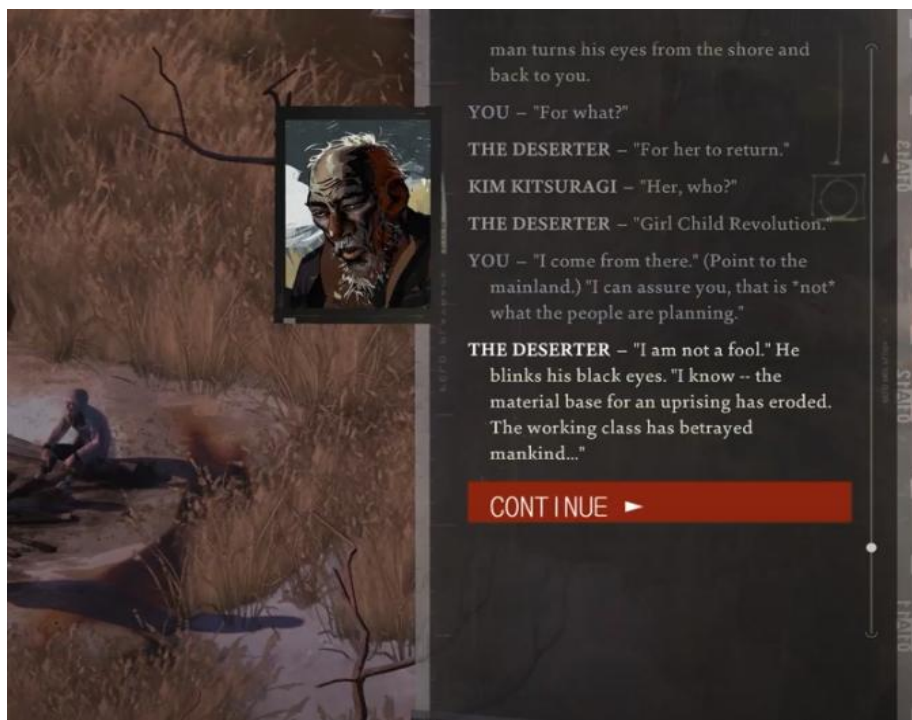 man turns his eyes from the shore and
back to you.
YOU – "For what?"
THE DESERTER – "For her to return."
KIM KITSURAGI – "Her, who?"
THE DESERTER – "Girl Child Revolution."
YOU – "I come from there." (Point to the
mainland.) "I can assure you, that is *not*
what the people are planning."
THE DESERTER – "I am not a fool." He
blinks his black eyes. "I know -- the
material base for an uprising has eroded.
The working class has betrayed
mankind..."
CONTINUE